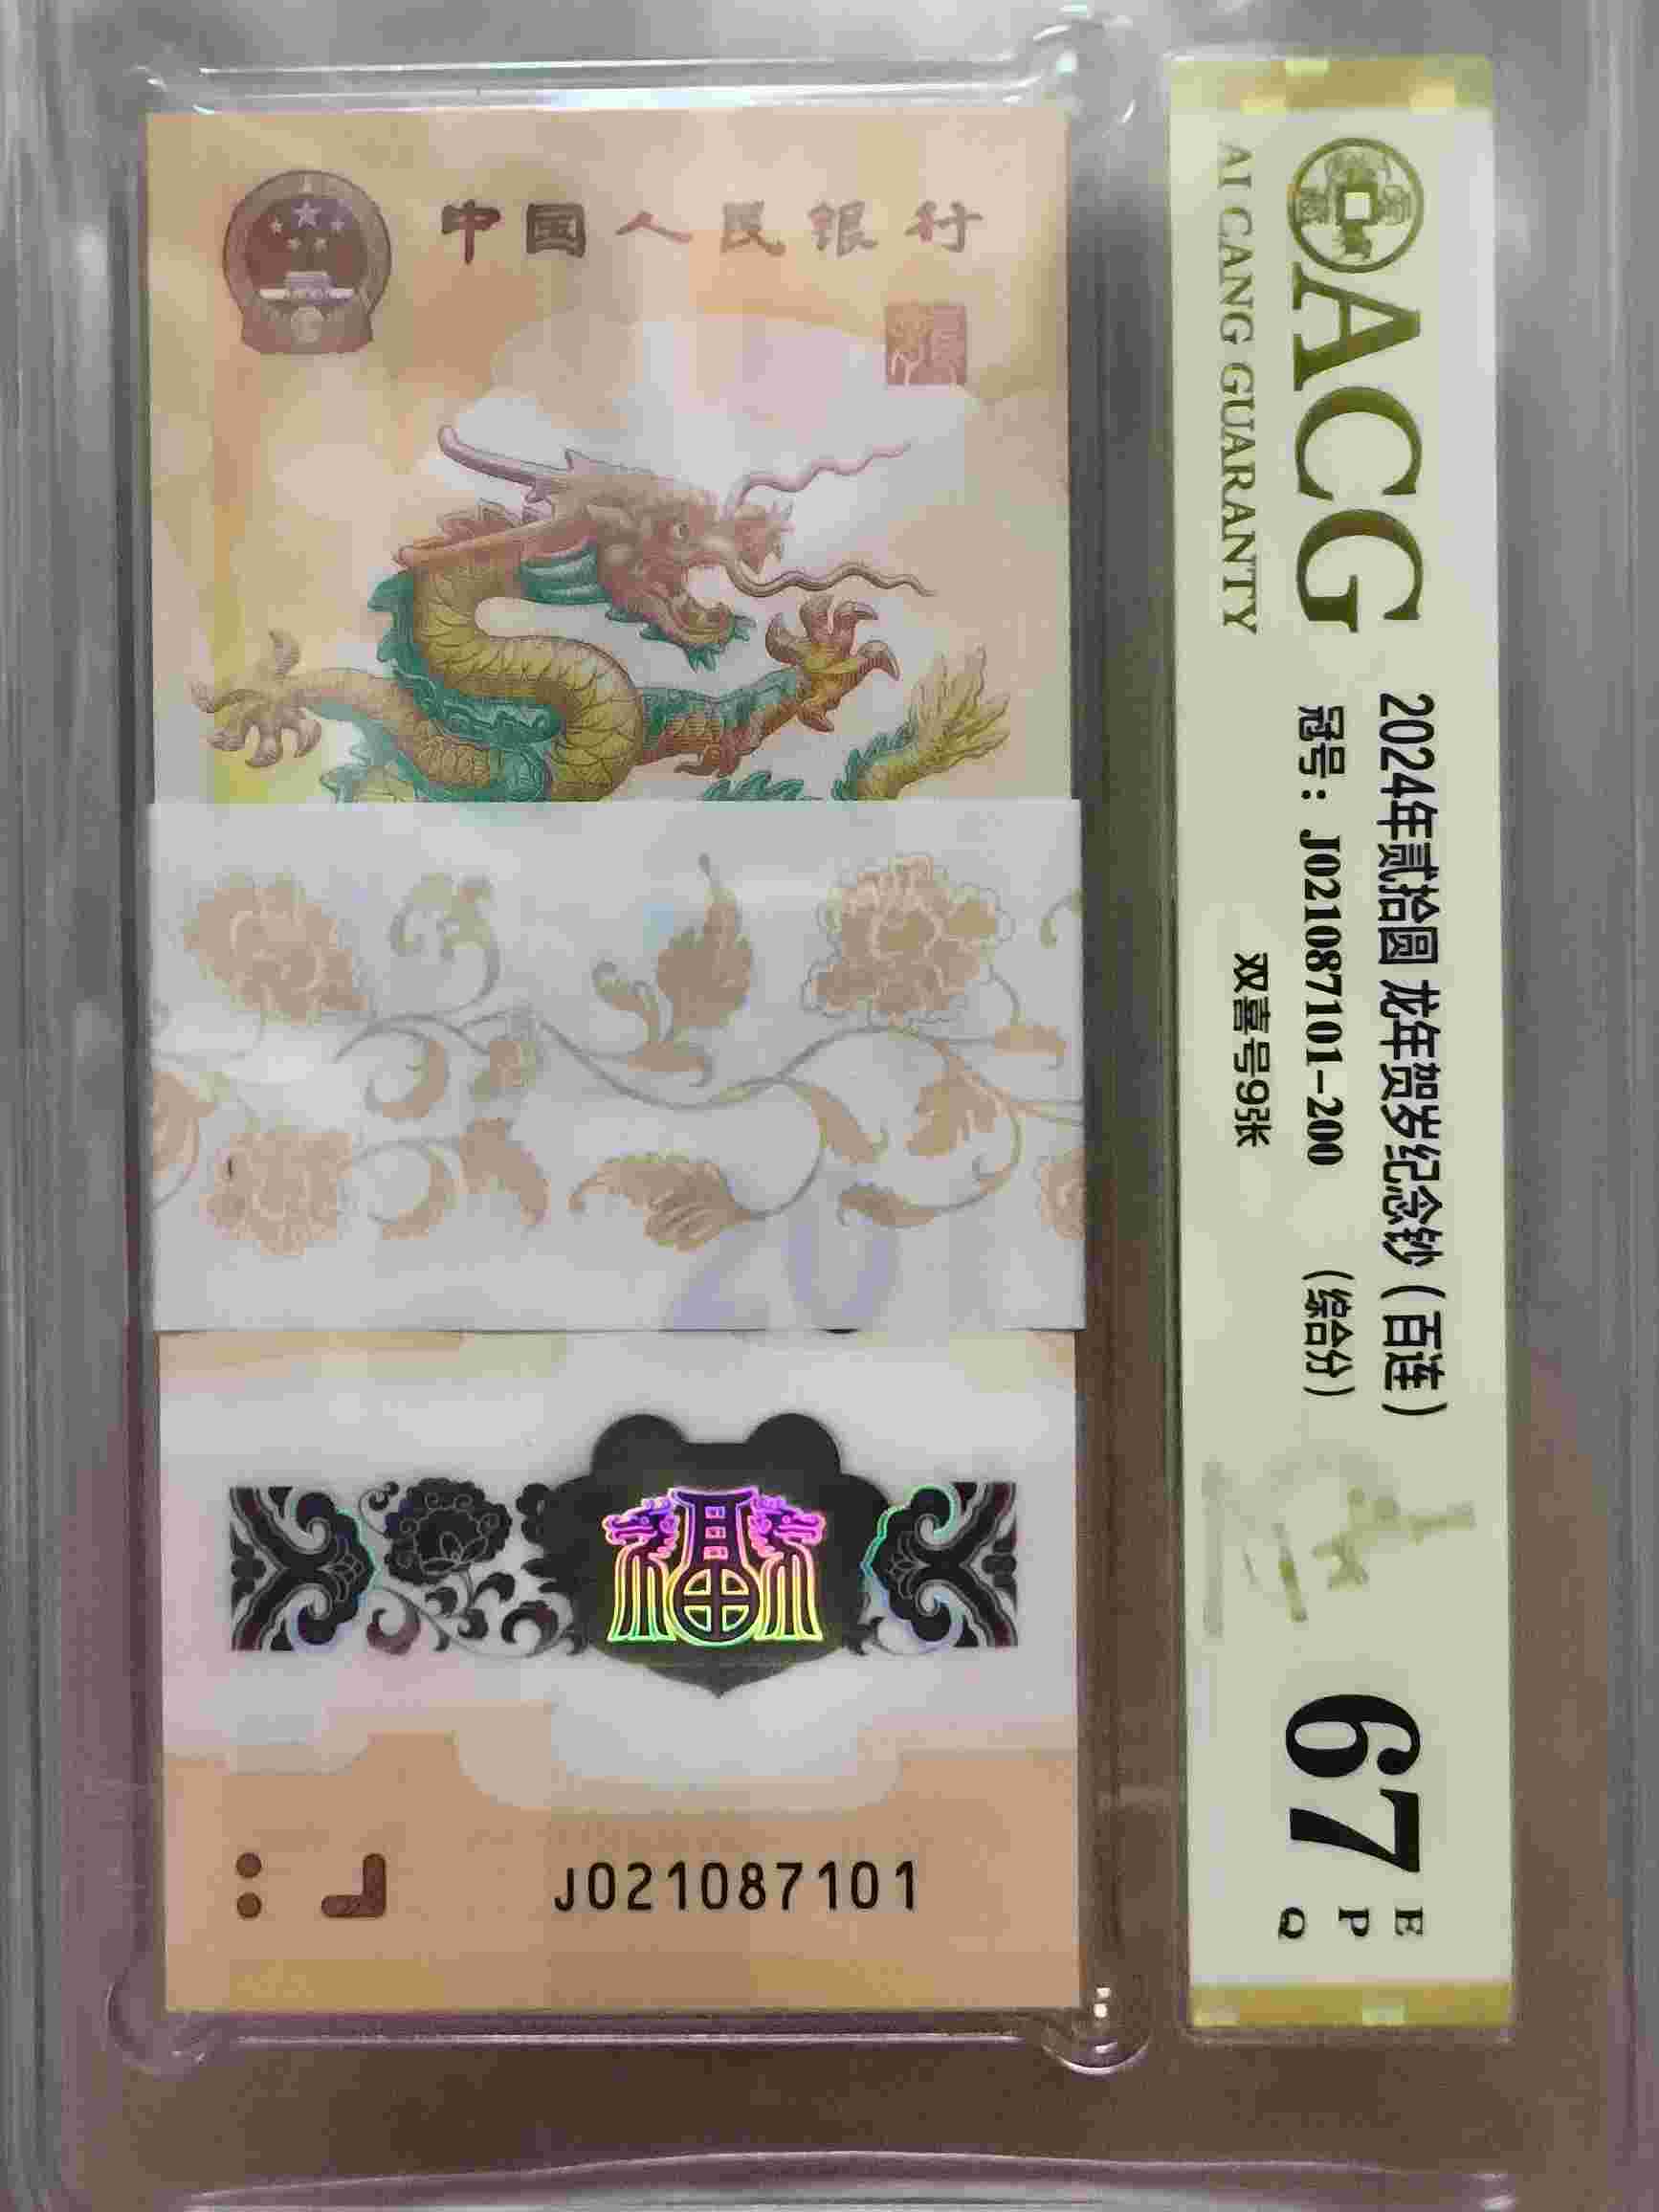 中国人民银行
J021087101
ACG
AI CANG GUARANTY
2024年贰拾圆 龙年贺岁纪念钞（百连）
冠号：J021087101-200 （综合分）
双喜号9张
67
E
P
Q